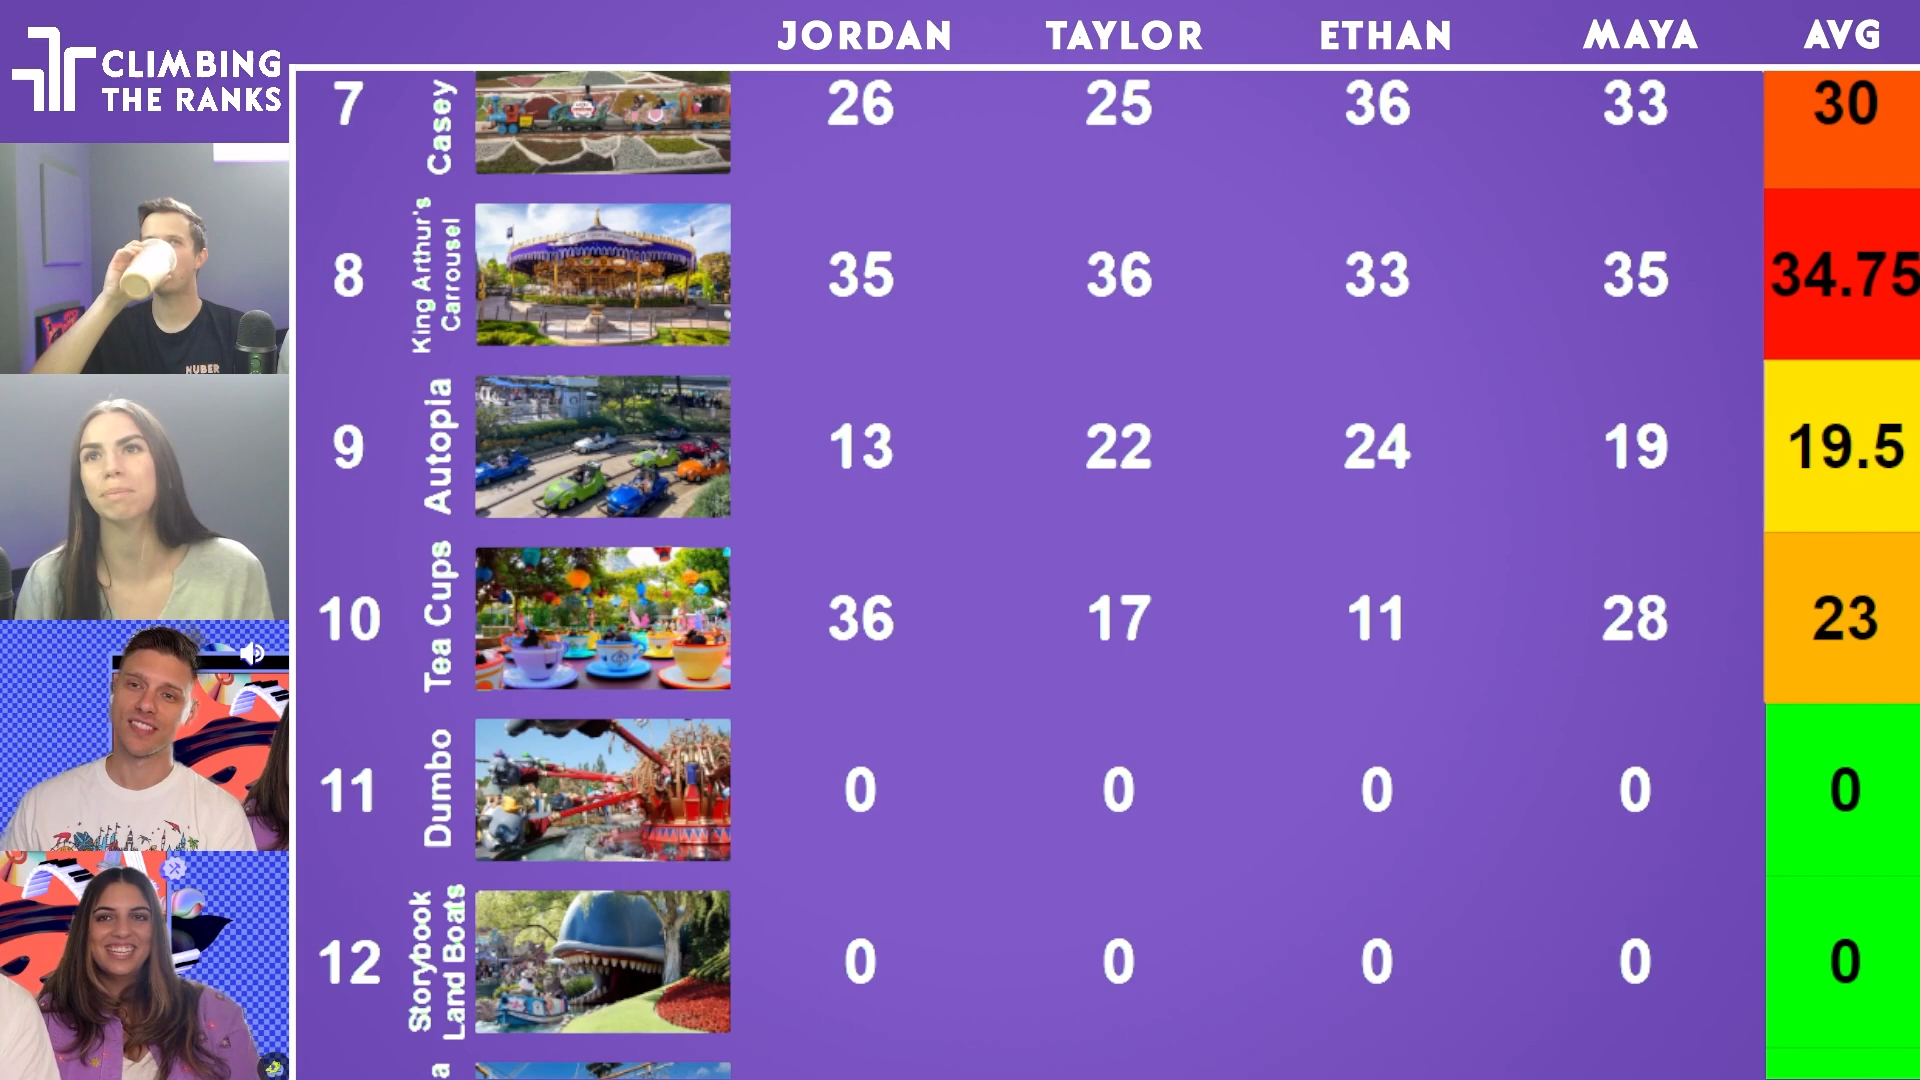 CLIMBING
THE RANKS
JORDAN TAYLOR ETHAN MAYA AVG
7 Casey 26 25 36 33 30
8 King Arthur's
Carrousel 35 36 33 35 34.75
9 Autopia 13 22 24 19 19.5
10 Tea Cups 36 17 11 28 23
11 Dumbo 0 0 0 0 0
12 Storybook
Land Boats 0 0 0 0 0
a
HUBER